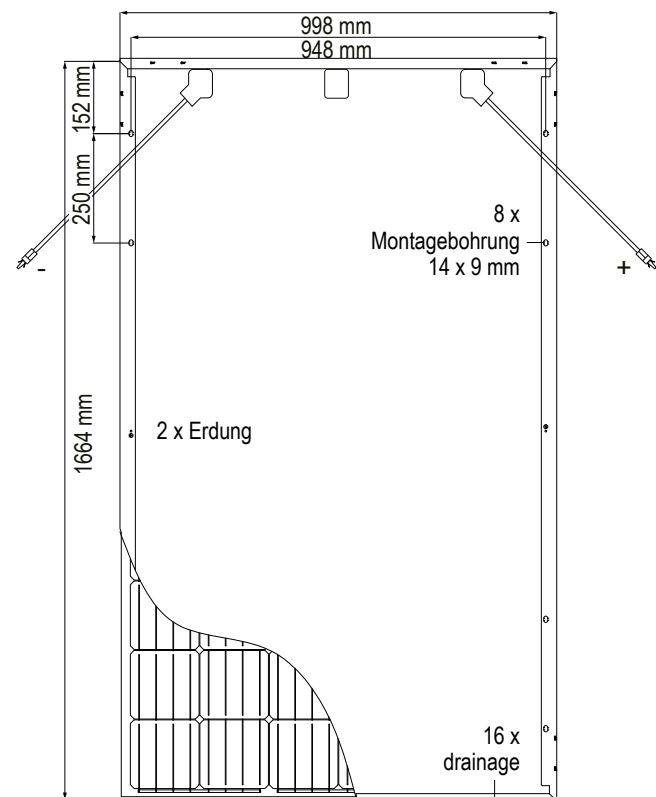 998 mm
948 mm
152 mm
250 mm
8 x
Montagebohrung
14 x 9 mm
-
+
1664 mm
2 x Erdung
16 x
drainage